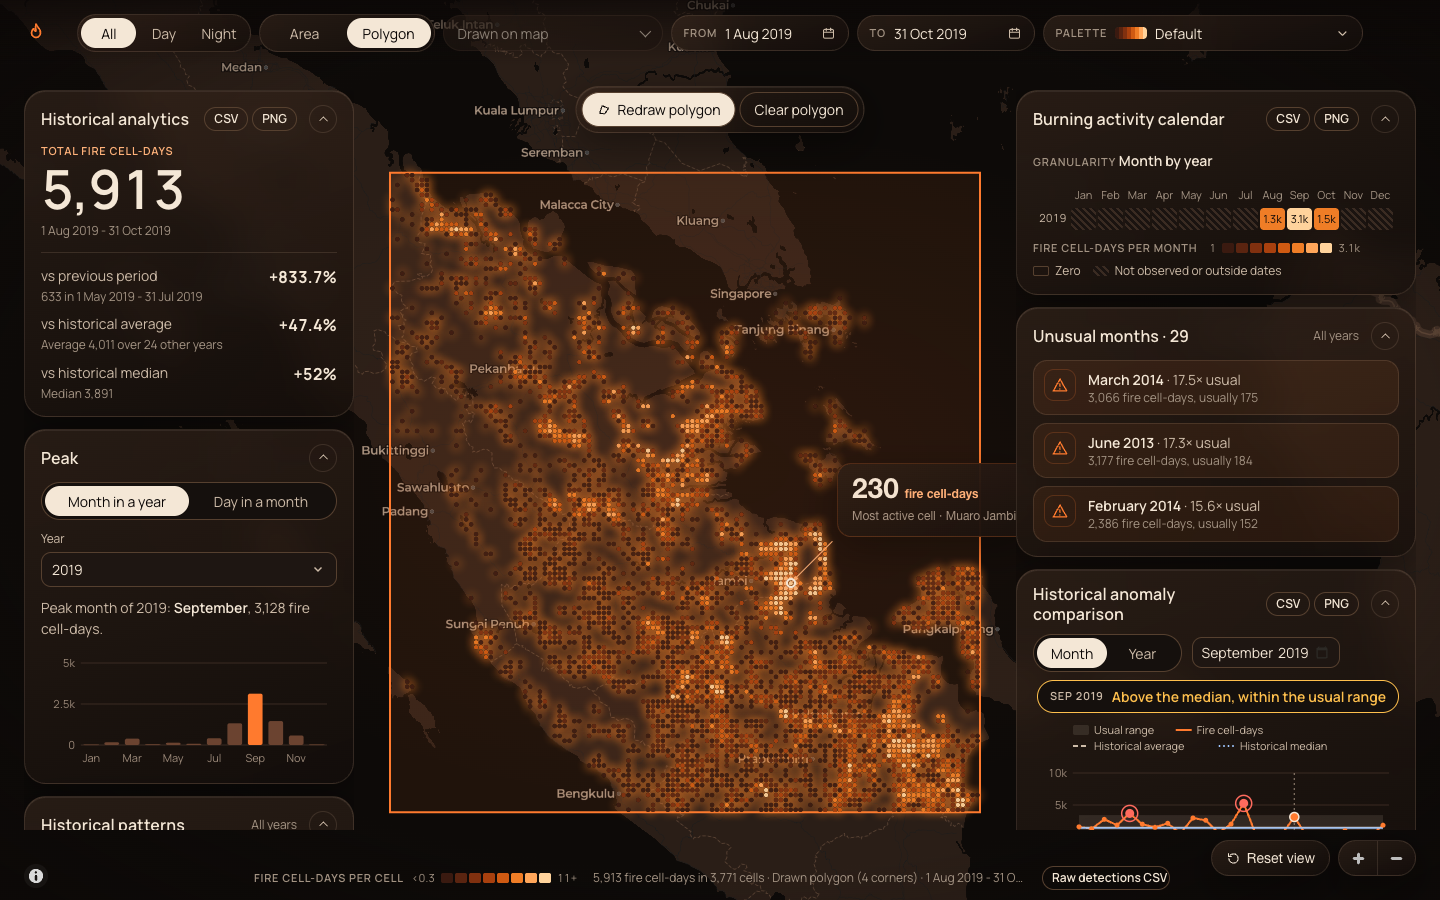 All Day Night Area Polygon Drawn on map FROM 1 Aug 2019 TO 31 Oct 2019 PALETTE Default
Redraw polygon Clear polygon
Historical analytics CSV PNG
TOTAL FIRE CELL-DAYS
5,913
1 Aug 2019 - 31 Oct 2019
vs previous period +833.7%
633 in 1 May 2019 - 31 Jul 2019
vs historical average +47.4%
Average 4,011 over 24 other years
vs historical median +52%
Median 3,891
Peak
Month in a year Day in a month
Year
2019
Peak month of 2019: September, 3,128 fire
cell-days.
5k
2.5k
0
Jan Mar May Jul Sep Nov
Historical patterns All years
Chukai
Teluk Intan
Medan
Kuala Lumpur
Seremban
Malacca City
Kluang
Singapore
Tanjung Pinang
Bukittinggi
Sawahlunto
Padang
Sungai Penuh
Bengkulu
230 fire cell-days
Most active cell · Muaro Jambi
Burning activity calendar CSV PNG
GRANULARITY Month by year
Jan Feb Mar Apr May Jun Jul Aug Sep Oct Nov Dec
2019 1.3k 3.1k 1.5k
FIRE CELL-DAYS PER MONTH 1 3.1k
Zero Not observed or outside dates
Unusual months · 29 All years
March 2014 · 17.5× usual
3,066 fire cell-days, usually 175
June 2013 · 17.3× usual
3,177 fire cell-days, usually 184
February 2014 · 15.6× usual
2,386 fire cell-days, usually 152
Historical anomaly
comparison CSV PNG
Month Year September 2019
SEP 2019 Above the median, within the usual range
Usual range Fire cell-days
Historical average Historical median
10k
5k
Reset view + −
FIRE CELL-DAYS PER CELL <0.3 11+ 5,913 fire cell-days in 3,771 cells · Drawn polygon (4 corners) · 1 Aug 2019 - 31 O... Raw detections CSV